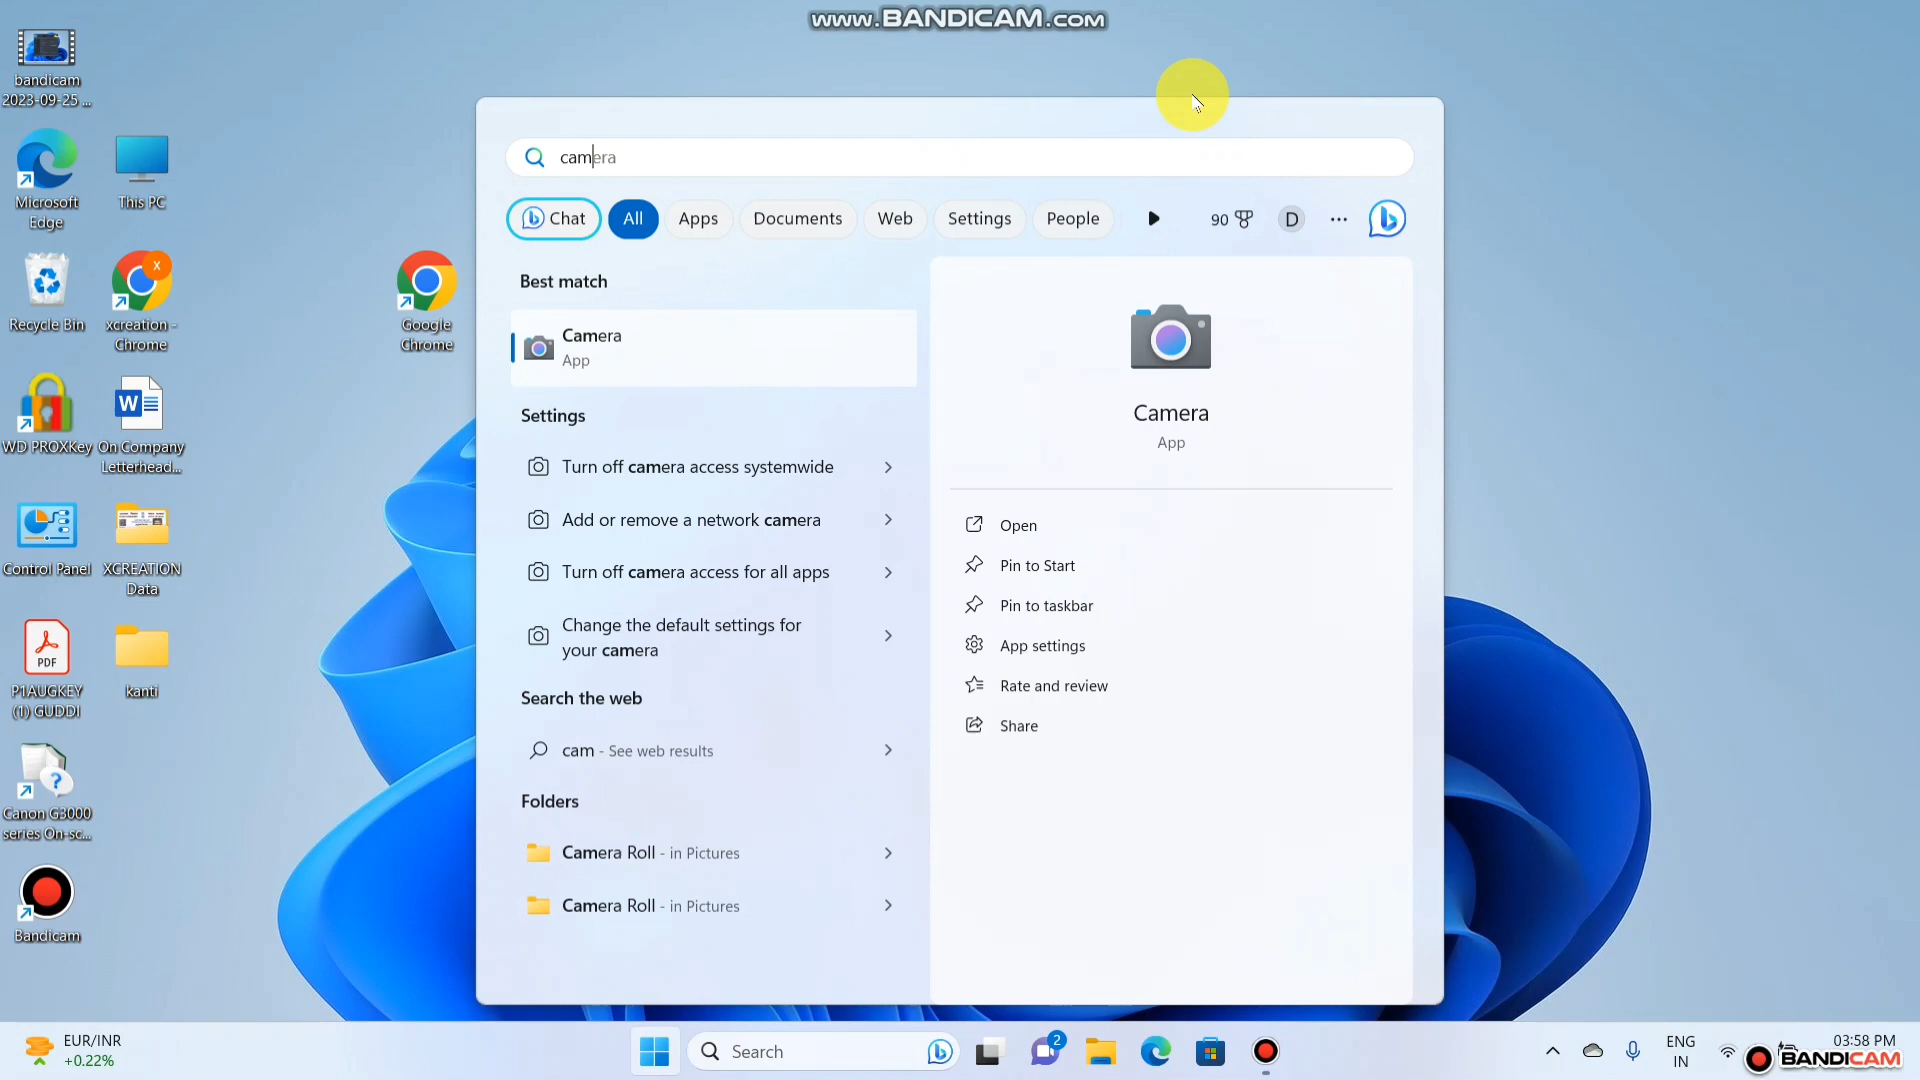 www.BANDICAM.com
bandicam
2023-09-25 ...
Microsoft
Edge
This PC
Recycle Bin
xcreation -
Chrome
Google
Chrome
WD PROXKey
On Company
Letterhead...
Control Panel
XCREATION
Data
PDF
P1AUGKEY
(1) GUDDI
kanti
Canon G3000
series On-sc...
Bandicam
camera
Chat
All
Apps
Documents
Web
Settings
People
90
D
...
Best match
Camera
App
Settings
Turn off camera access systemwide
Add or remove a network camera
Turn off camera access for all apps
Change the default settings for
your camera
Search the web
cam - See web results
Folders
Camera Roll - in Pictures
Camera Roll - in Pictures
Camera
App
Open
Pin to Start
Pin to taskbar
App settings
Rate and review
Share
EUR/INR
+0.22%
Search
2
ENG
IN
03:58 PM
BANDICAM